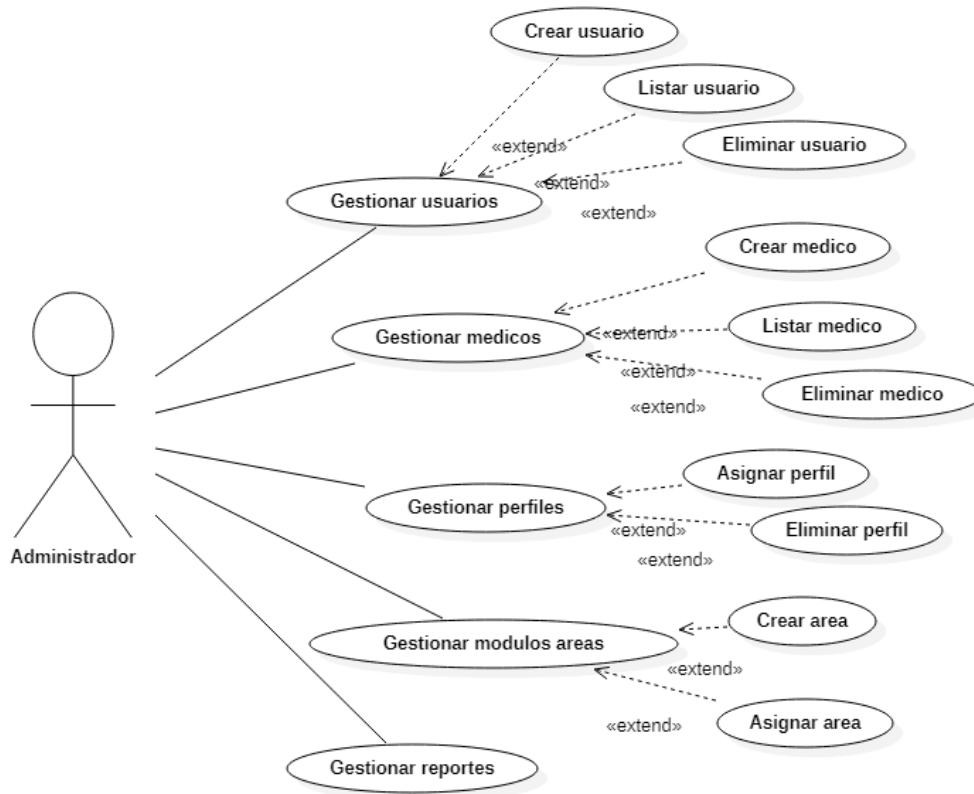 Crear usuario
Listar usuario
«extend»
Eliminar usuario
«extend»
Gestionar usuarios
«extend»
Crear medico
Listar medico
«extend»
Gestionar medicos
«extend»
Eliminar medico
«extend»
Asignar perfil
Gestionar perfiles
«extend»
Eliminar perfil
Administrador
«extend»
Crear area
Gestionar modulos areas
«extend»
«extend»
Asignar area
Gestionar reportes